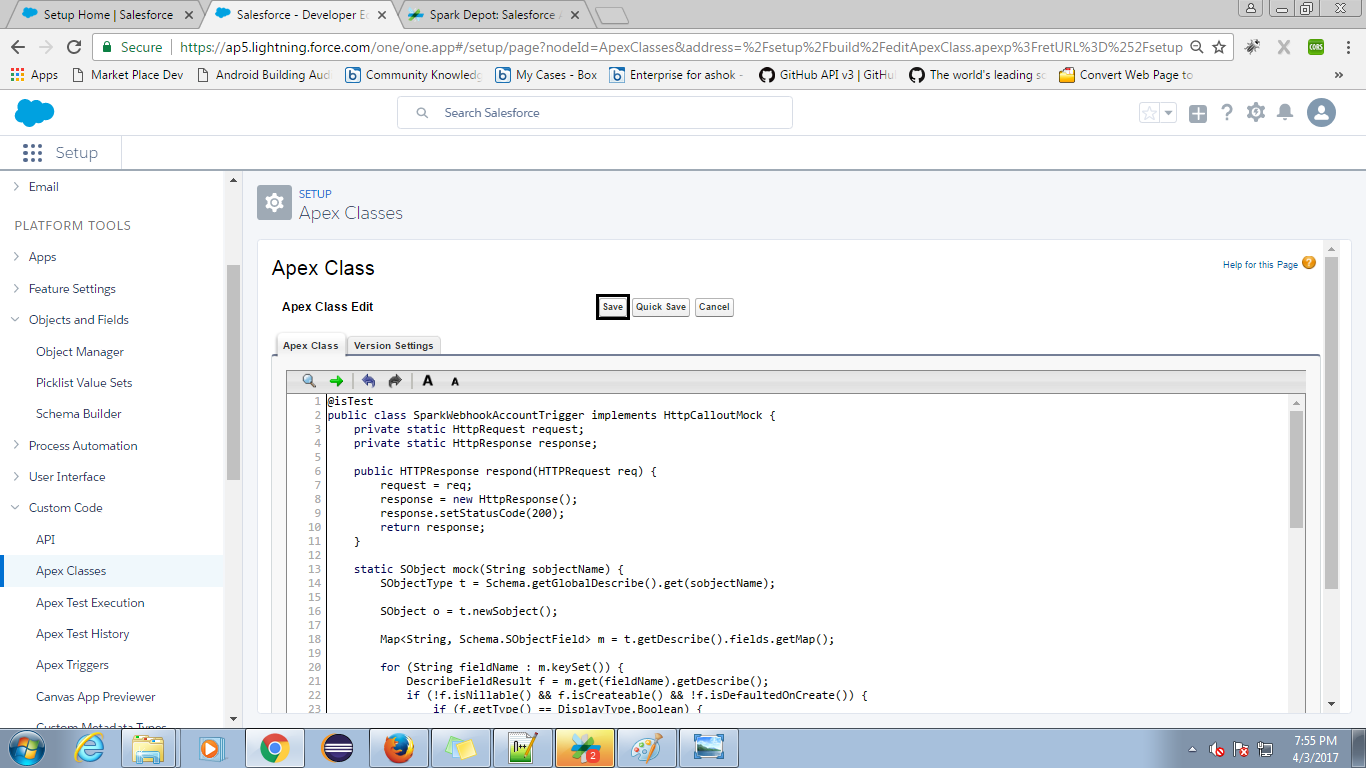 Setup Home | Salesforce
Salesforce - Developer Ed
Spark Depot: Salesforce A
Secure | https://ap5.lightning.force.com/one/one.app#/setup/page?nodeId=ApexClasses&address=%2Fsetup%2Fbuild%2FeditApexClass.apexp%3FretURL%3D%252Fsetup
CORS
Apps
Market Place Dev
Android Building Aud
Community Knowledg
My Cases - Box
Enterprise for ashok -
GitHub API v3 | GitHu
The world's leading so
Convert Web Page to
»
Search Salesforce
Setup
Email
PLATFORM TOOLS
Apps
Feature Settings
Objects and Fields
Object Manager
Picklist Value Sets
Schema Builder
Process Automation
User Interface
Custom Code
API
Apex Classes
Apex Test Execution
Apex Test History
Apex Triggers
Canvas App Previewer
Custom Metadata Types
SETUP
Apex Classes
Apex Class
Help for this Page ?
Apex Class Edit
Save
Quick Save
Cancel
Apex Class
Version Settings
A A
1 @isTest
2 public class SparkWebhookAccountTrigger implements HttpCalloutMock {
3 private static HttpRequest request;
4 private static HttpResponse response;
5
6 public HTTPResponse respond(HTTPRequest req) {
7 request = req;
8 response = new HttpResponse();
9 response.setStatusCode(200);
10 return response;
11 }
12
13 static SObject mock(String sobjectName) {
14 SObjectType t = Schema.getGlobalDescribe().get(sobjectName);
15
16 SObject o = t.newSobject();
17
18 Map<String, Schema.SObjectField> m = t.getDescribe().fields.getMap();
19
20 for (String fieldName : m.keySet()) {
21 DescribeFieldResult f = m.get(fieldName).getDescribe();
22 if (!f.isNillable() && f.isCreateable() && !f.isDefaultedOnCreate()) {
23 if (f.getType() == DisplayType.Boolean) {
2
7:55 PM
4/3/2017